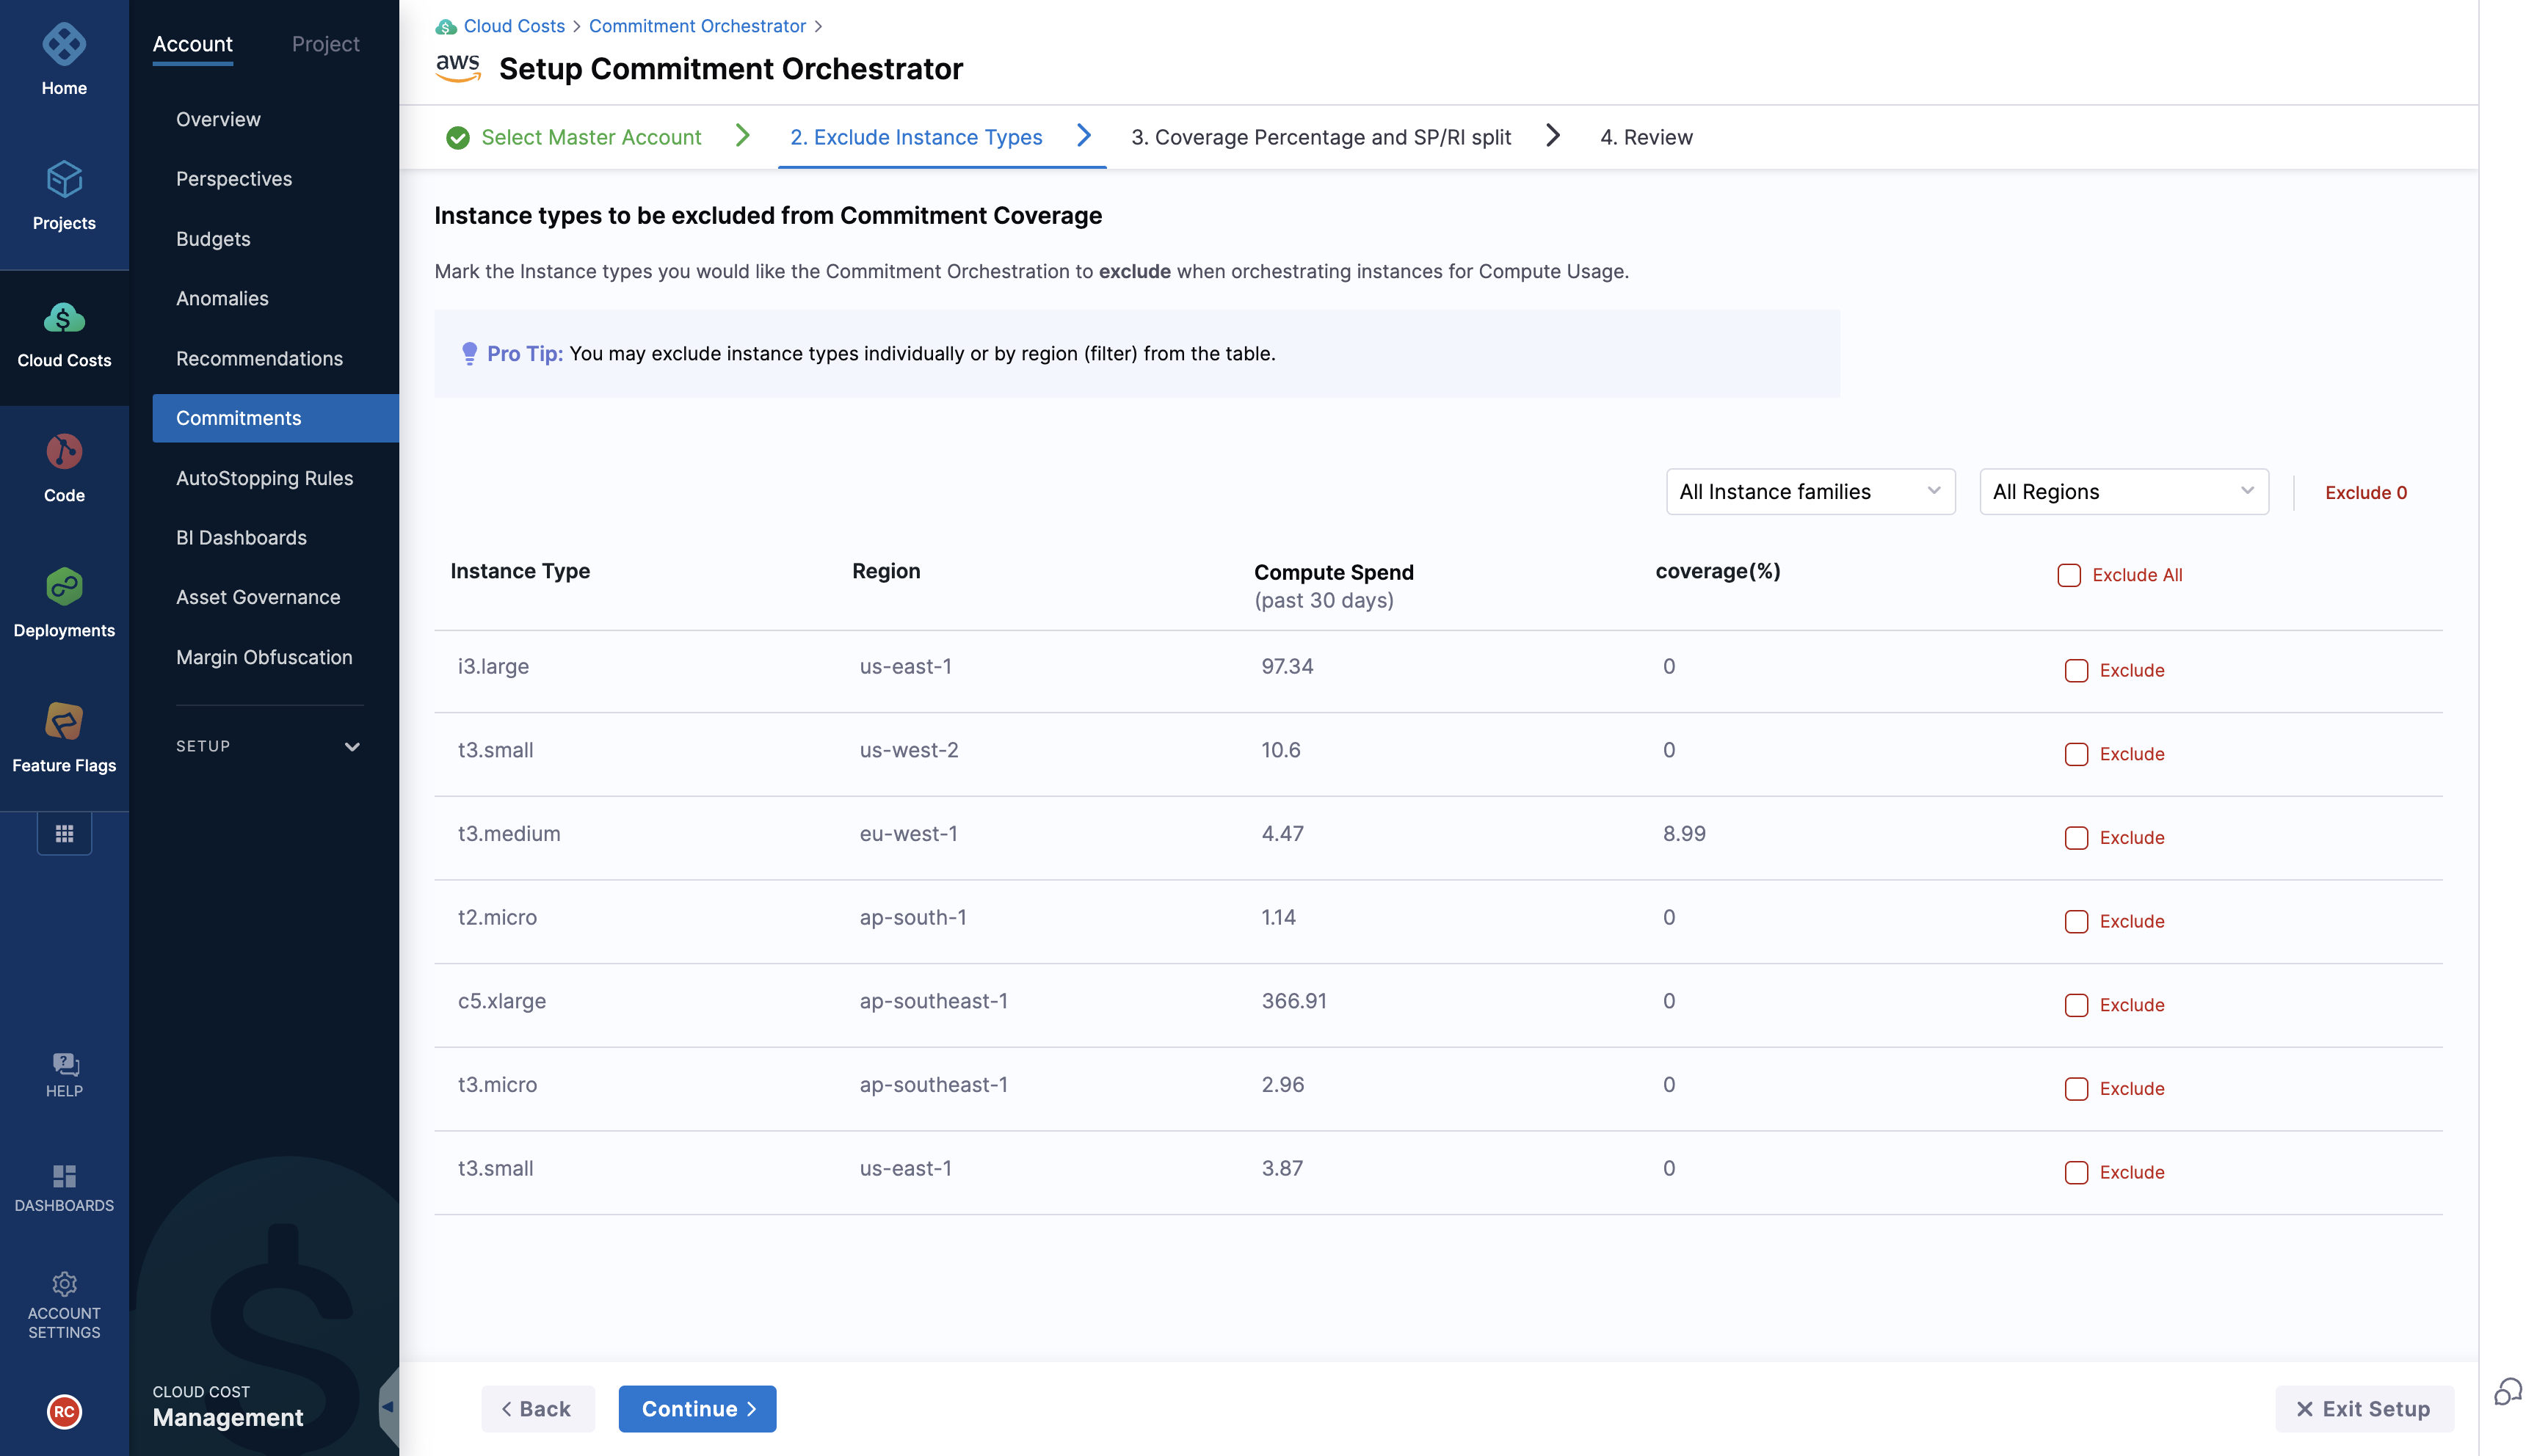 Home
Projects
Cloud Costs
Code
Deployments
Feature Flags
HELP
DASHBOARDS
ACCOUNT
SETTINGS
RC
Account Project
Overview
Perspectives
Budgets
Anomalies
Recommendations
Commitments
AutoStopping Rules
BI Dashboards
Asset Governance
Margin Obfuscation
SETUP
CLOUD COST
Management
Cloud Costs > Commitment Orchestrator >
aws Setup Commitment Orchestrator
Select Master Account 2. Exclude Instance Types 3. Coverage Percentage and SP/RI split 4. Review
Instance types to be excluded from Commitment Coverage
Mark the Instance types you would like the Commitment Orchestration to exclude when orchestrating instances for Compute Usage.
Pro Tip: You may exclude instance types individually or by region (filter) from the table.
All Instance families All Regions Exclude 0
Instance Type Region Compute Spend coverage(%) Exclude All
(past 30 days)
i3.large us-east-1 97.34 0 Exclude
t3.small us-west-2 10.6 0 Exclude
t3.medium eu-west-1 4.47 8.99 Exclude
t2.micro ap-south-1 1.14 0 Exclude
c5.xlarge ap-southeast-1 366.91 0 Exclude
t3.micro ap-southeast-1 2.96 0 Exclude
t3.small us-east-1 3.87 0 Exclude
Back Continue Exit Setup